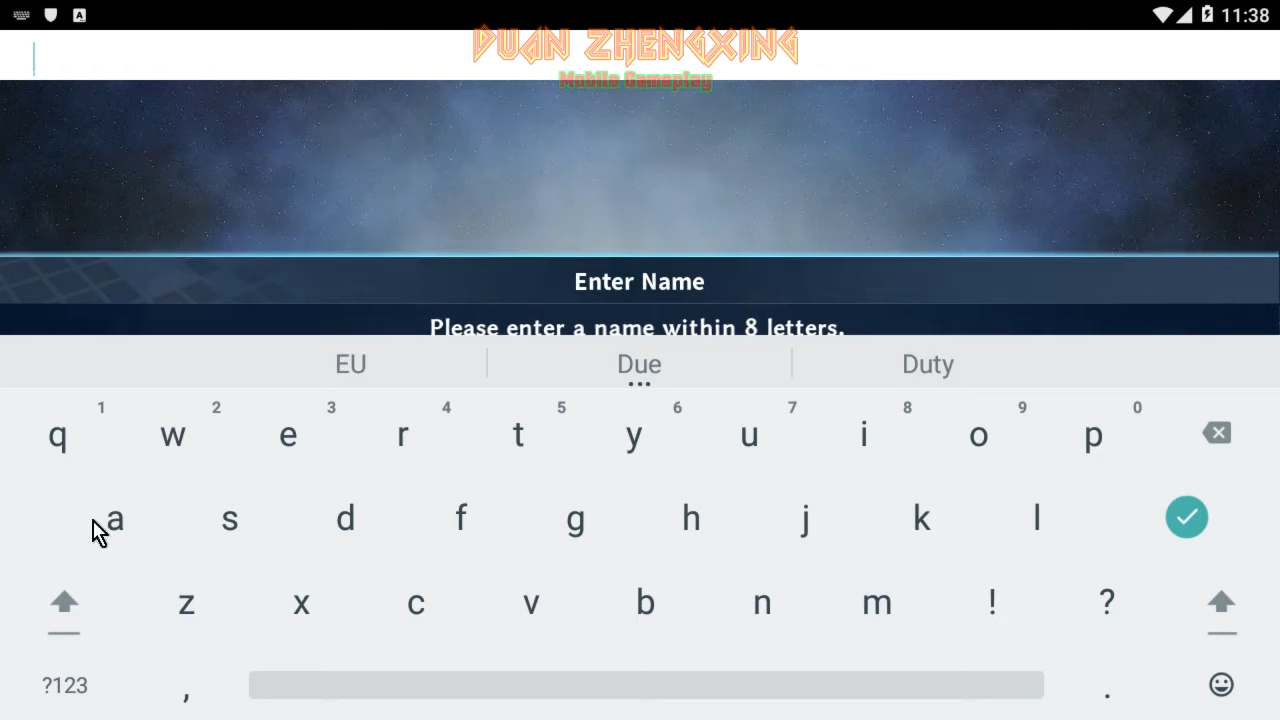 11:38
DUAN ZHENGXING
Mobile Gameplay
Enter Name
Please enter a name within 8 letters.
EU Due Duty
1 2 3 4 5 6 7 8 9 0
q w e r t y u i o p
a s d f g h j k l
z x c v b n m ! ?
?123 , .